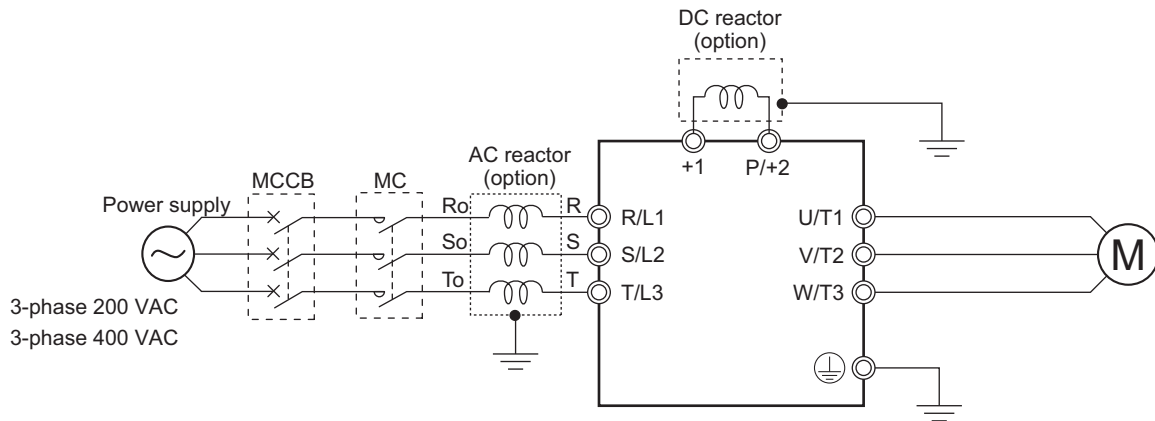 DC reactor
(option)
+1
P/+2
AC reactor
(option)
MCCB
MC
Power supply
Ro
R
R/L1
U/T1
So
S
S/L2
V/T2
M
To
T
T/L3
W/T3
3-phase 200 VAC
3-phase 400 VAC